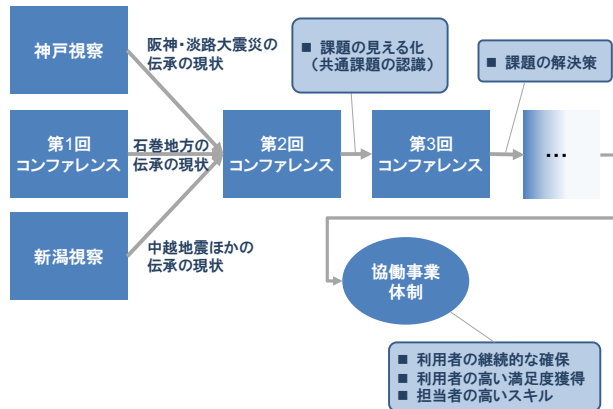 神戸視察
阪神・淡路大震災の
伝承の現状
■ 課題の見える化
（共通課題の認識）
■ 課題の解決策
第1回
コンファレンス
石巻地方の
伝承の現状
第2回
コンファレンス
第3回
コンファレンス
…
新潟視察
中越地震ほかの
伝承の現状
協働事業
体制
■ 利用者の継続的な確保
■ 利用者の高い満足度獲得
■ 担当者の高いスキル